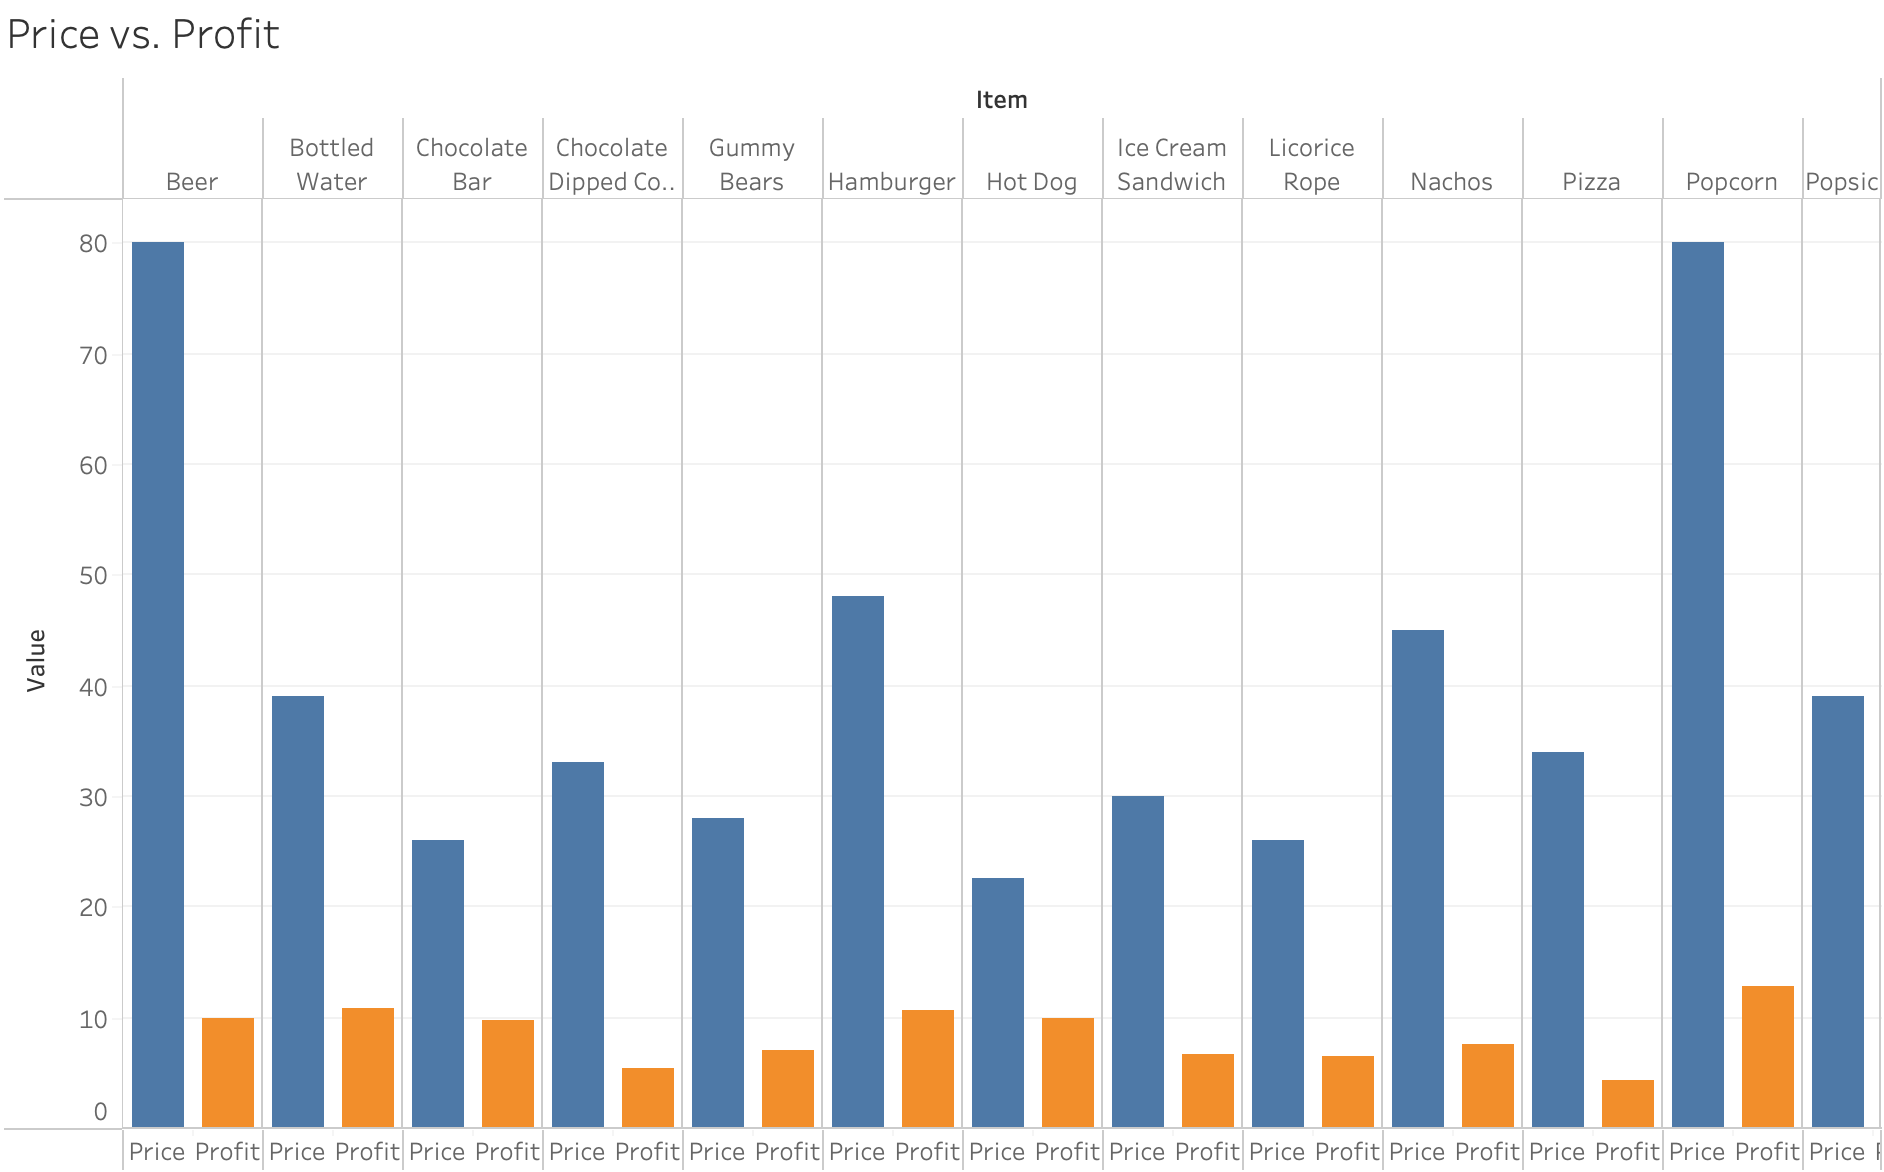 Price vs. Profit
Item
Beer
Bottled
Water
Chocolate
Bar
Chocolate
Dipped Co..
Gummy
Bears
Hamburger
Hot Dog
Ice Cream
Sandwich
Licorice
Rope
Nachos
Pizza
Popcorn
Popsic
80
70
60
50
40
30
20
10
0
Value
Price Profit Price Profit Price Profit Price Profit Price Profit Price Profit Price Profit Price Profit Price Profit Price Profit Price Profit Price Profit Price